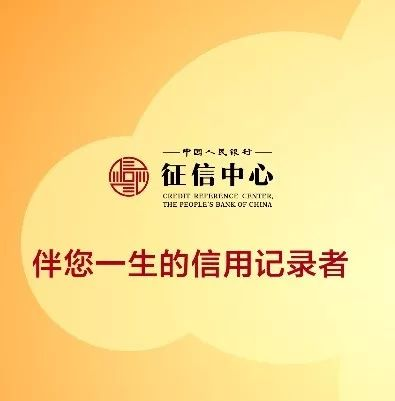 中国人民银行
征信中心
CREDIT REFERENCE CENTER,
THE PEOPLE'S BANK OF CHINA
伴您一生的信用记录者